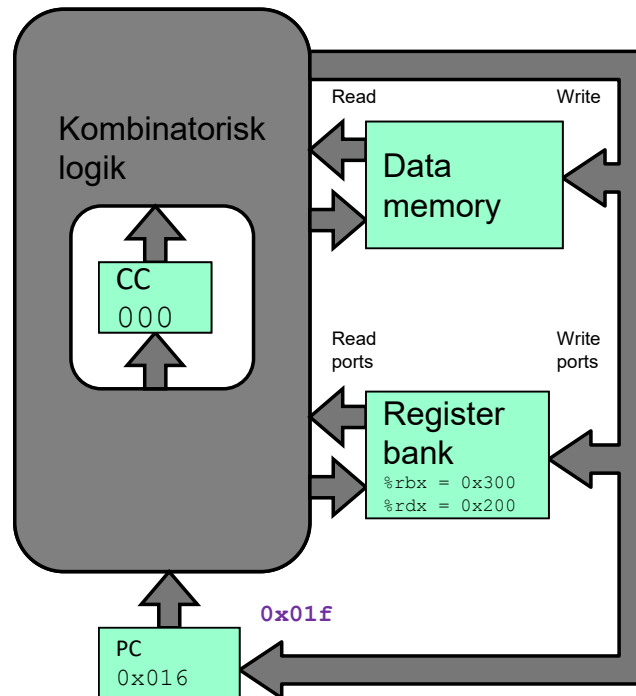 Kombinatorisk
logik
CC
000
Read
Write
Data
memory
Read
ports
Write
ports
Register
bank
%rbx = 0x300
%rdx = 0x200
0x01f
PC
0x016